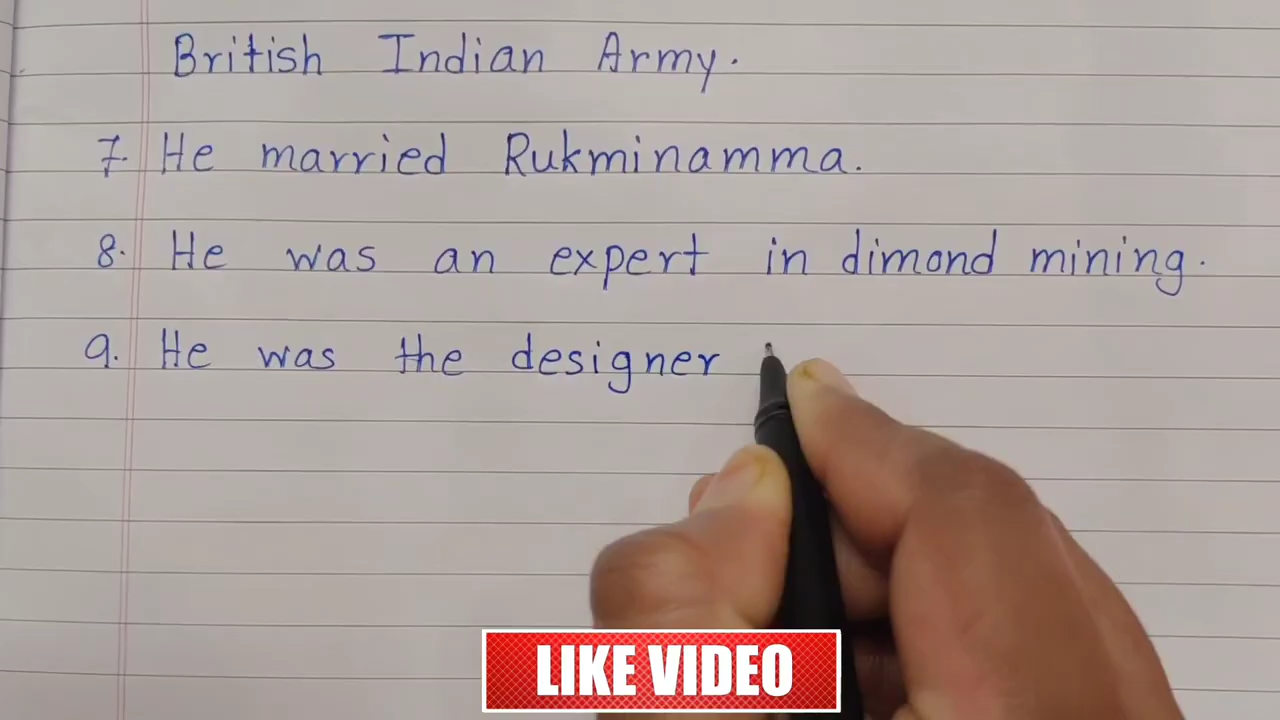 British Indian Army.
7. He married Rukminamma.
8. He was an expert in dimond mining.
9. He was the designer
LIKE VIDEO